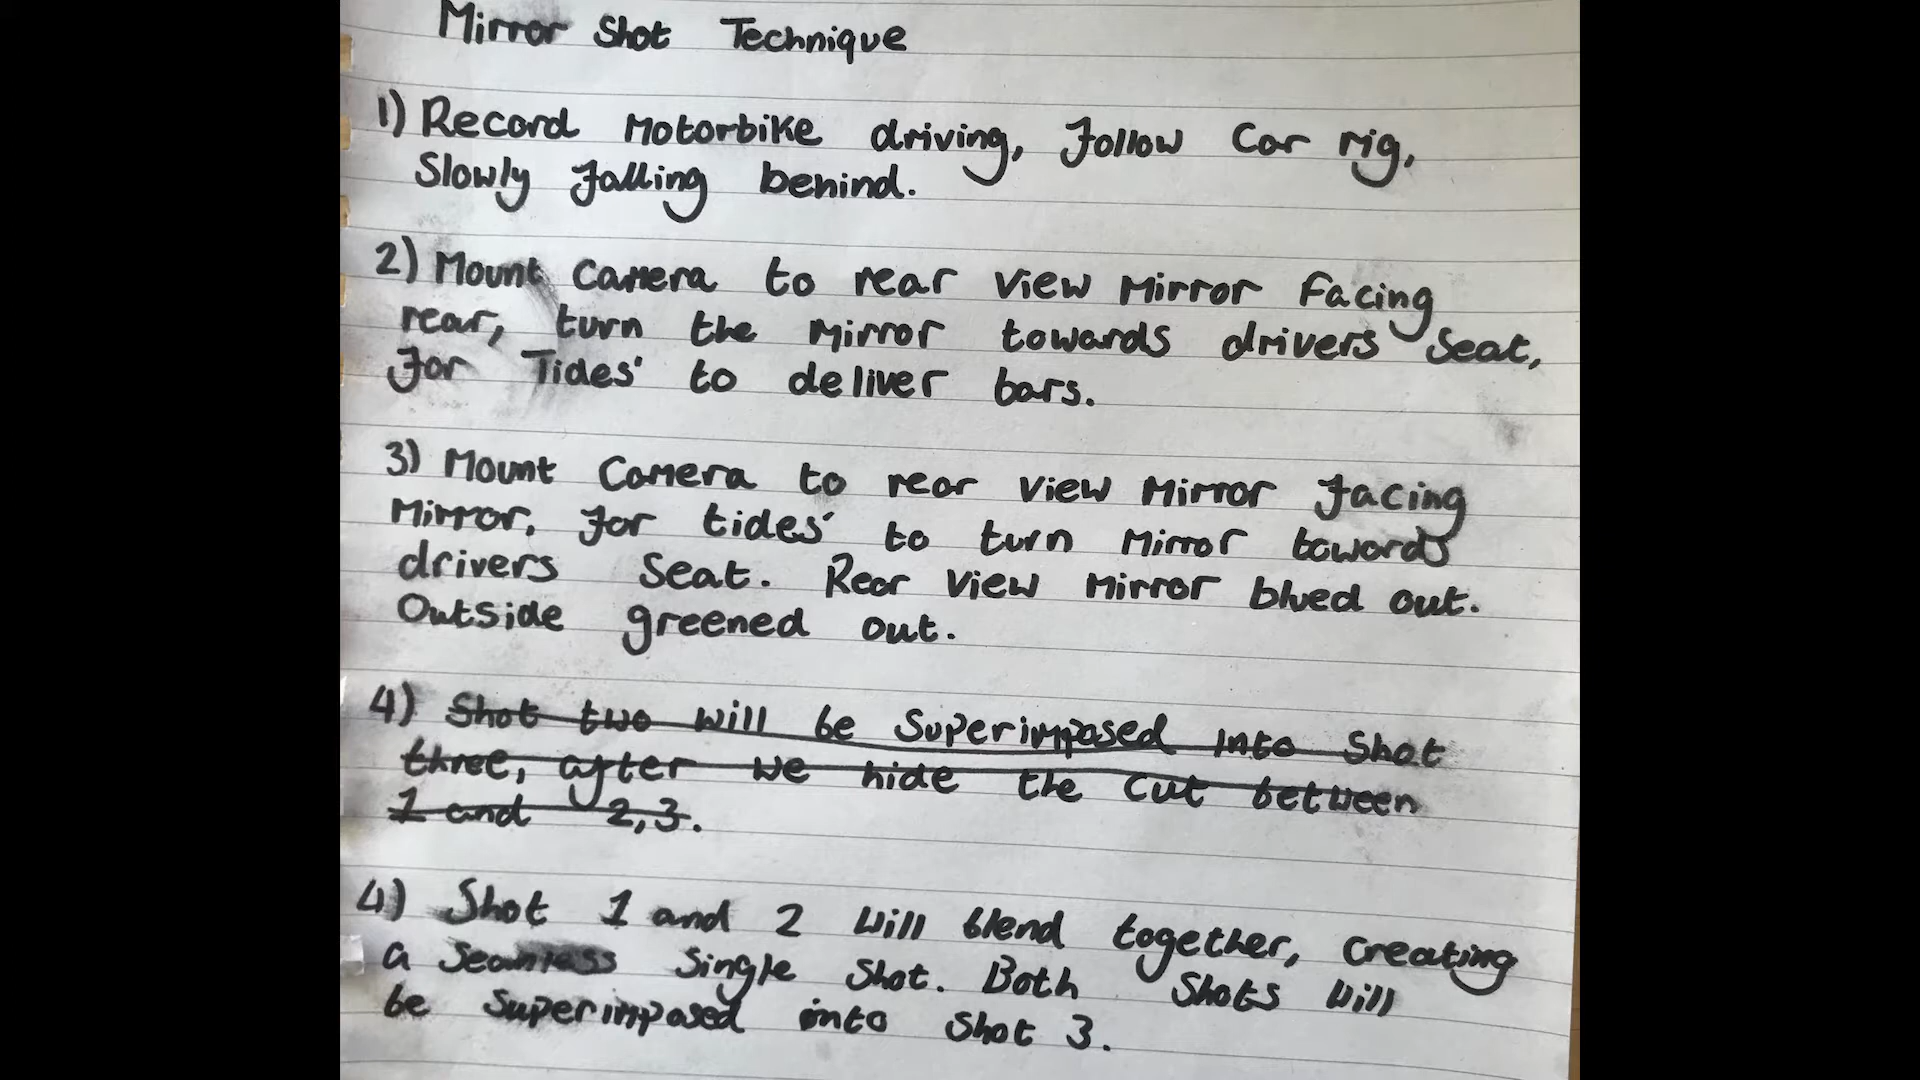 Mirror Shot Technique
1) Record Motorbike driving, follow Car rig,
Slowly falling behind.
2) Mount Camera to rear view Mirror facing
rear, turn the Mirror towards drivers seat,
for Tides' to deliver bars.
3) Mount Camera to rear view Mirror facing
Mirror. for tides' to turn Mirror towards
drivers seat. Rear view Mirror blued out.
Outside greened out.
4) Shot two will be Superimposed into Shot
three, after we hide the cut between
1 and 2,3.
4) Shot 1 and 2 will blend together, creating
a seamless single shot. Both shots will
be superimposed into shot 3.